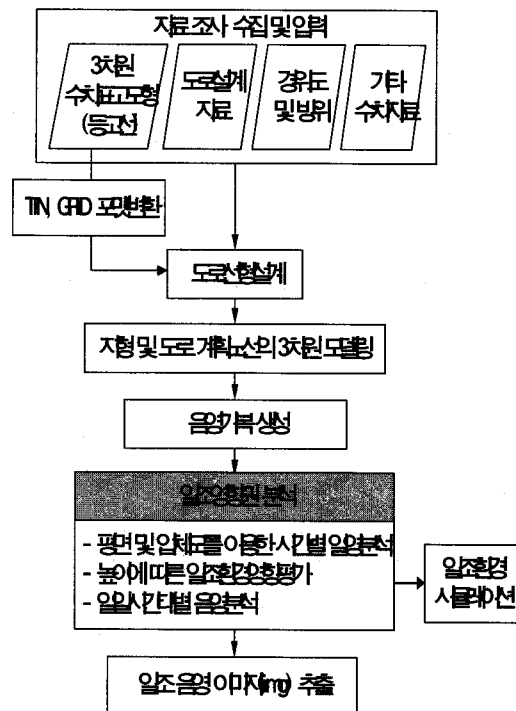 자료조사 수집 및 입력
3차원
수치표고모형
(등고선)
도로설계
자료
경위도
및 방위
기타
수치자료
TIN, GRID 포맷변환
도로선형설계
지형 및 도로 계획노선의 3차원 모델링
음영기복 생성
일조영향권 분석
- 평면 및 입체도를 이용한 시간별 일영분석
- 높이에 따른 일조환경영향평가
- 일일시간대별 음영분석
일조환경
시뮬레이션
일조음영 이미지(img) 추출